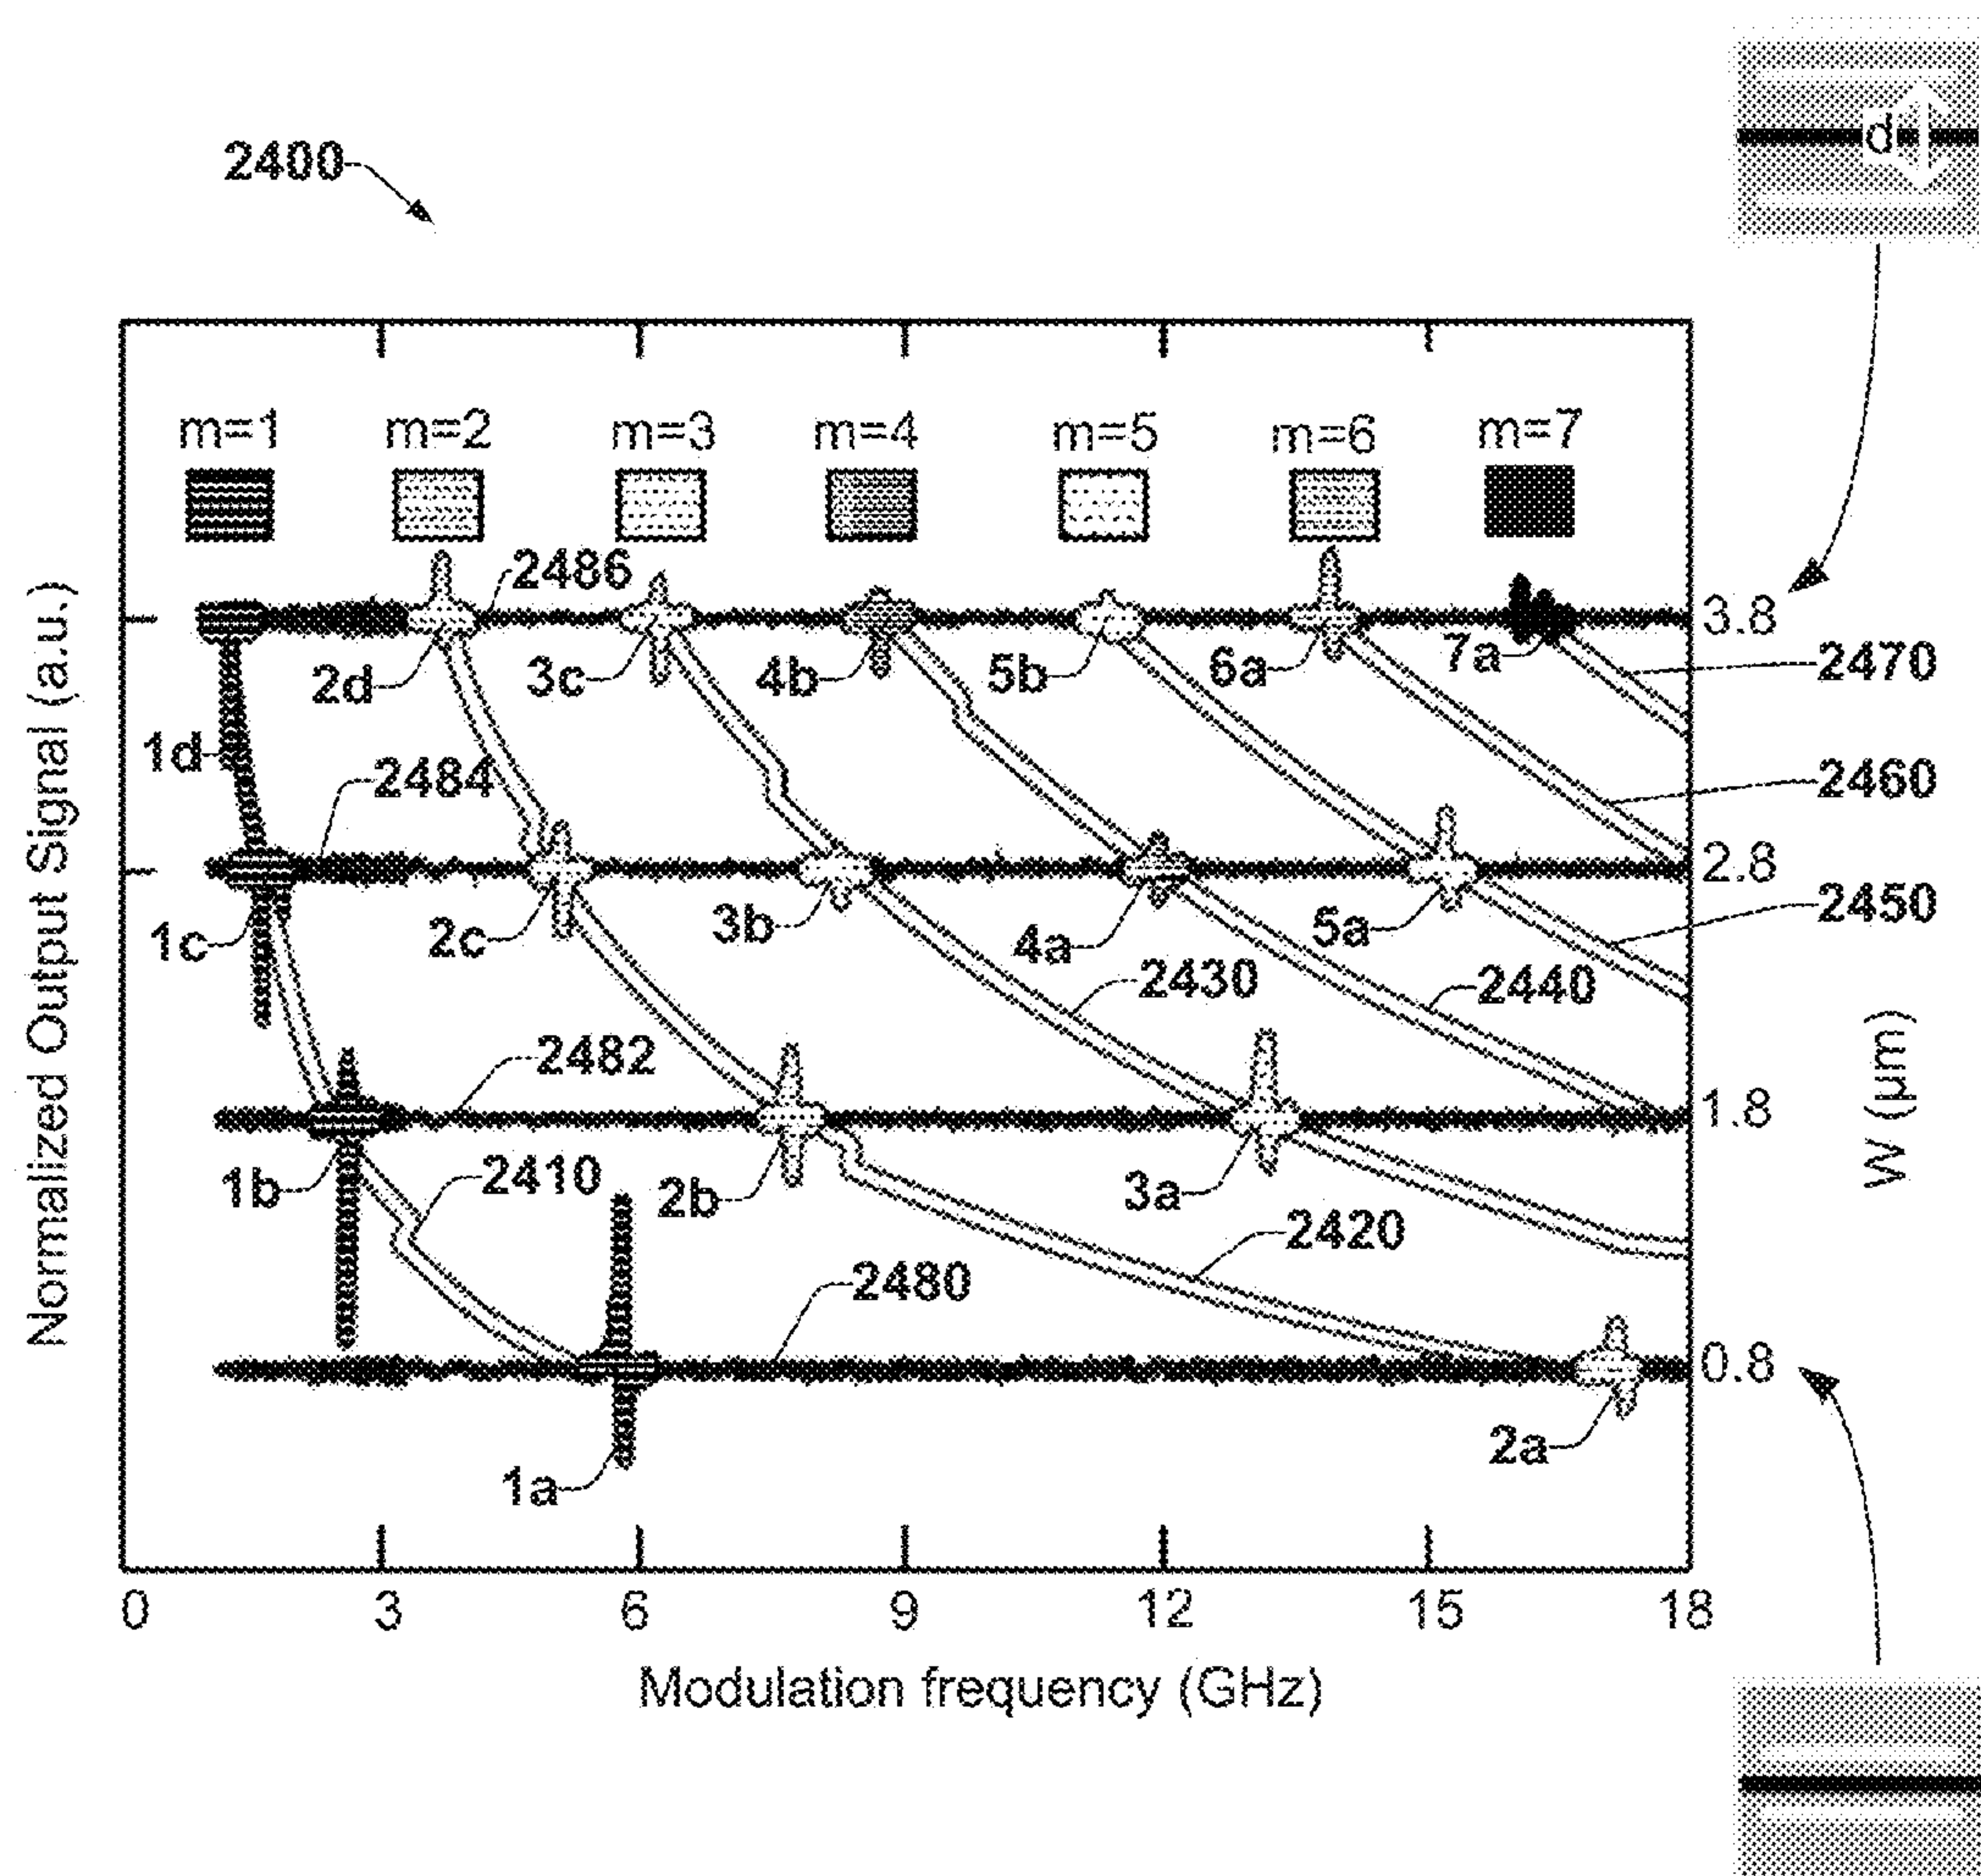 d
2400
m=1 m=2 m=3 m=4 m=5 m=6 m=7
2486
3.8
2d 3c 4b 5b 6a 7a
2470
1d
2484
2460
2.8
2450
1c 2c 3b 4a 5a
2430 2440
2482
1.8
1b 2410 2b 3a
2420
2480
0.8
2a
1a
0 3 6 9 12 15 18
Modulation frequency (GHz)
Normalized Output Signal (a.u.)
W (μm)